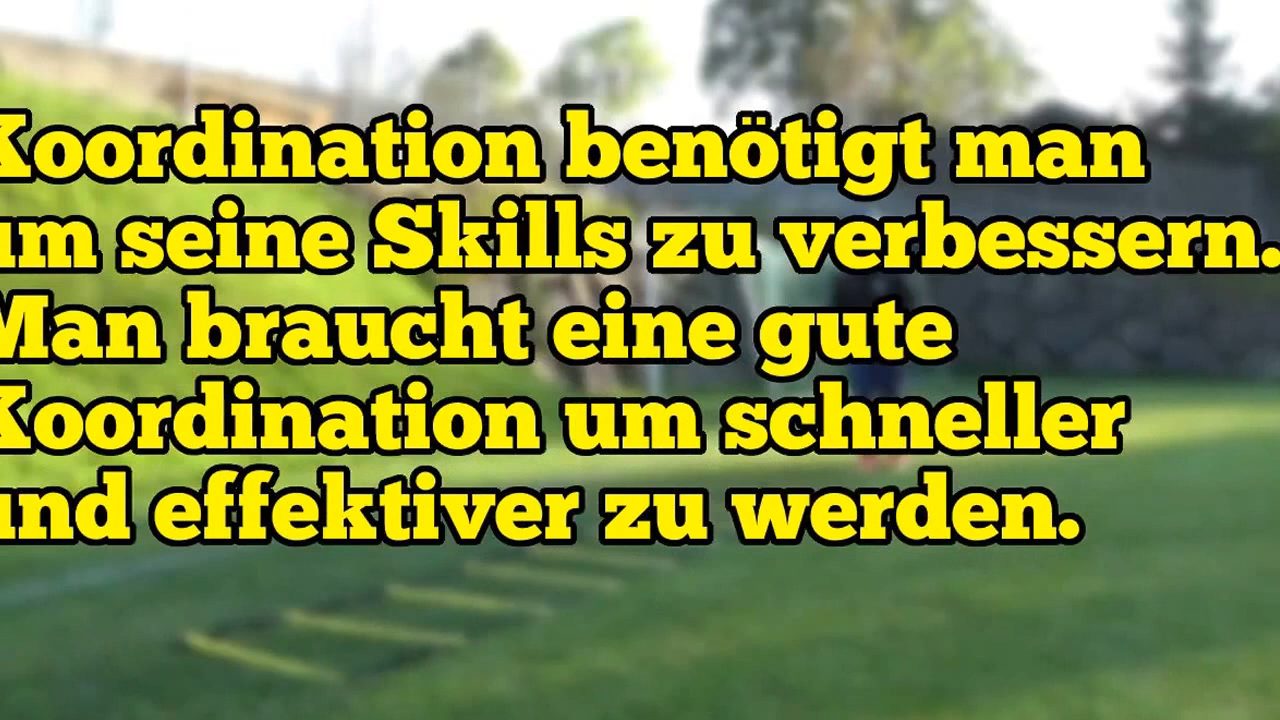 Koordination benötigt man
um seine Skills zu verbessern.
Man braucht eine gute
Koordination um schneller
und effektiver zu werden.